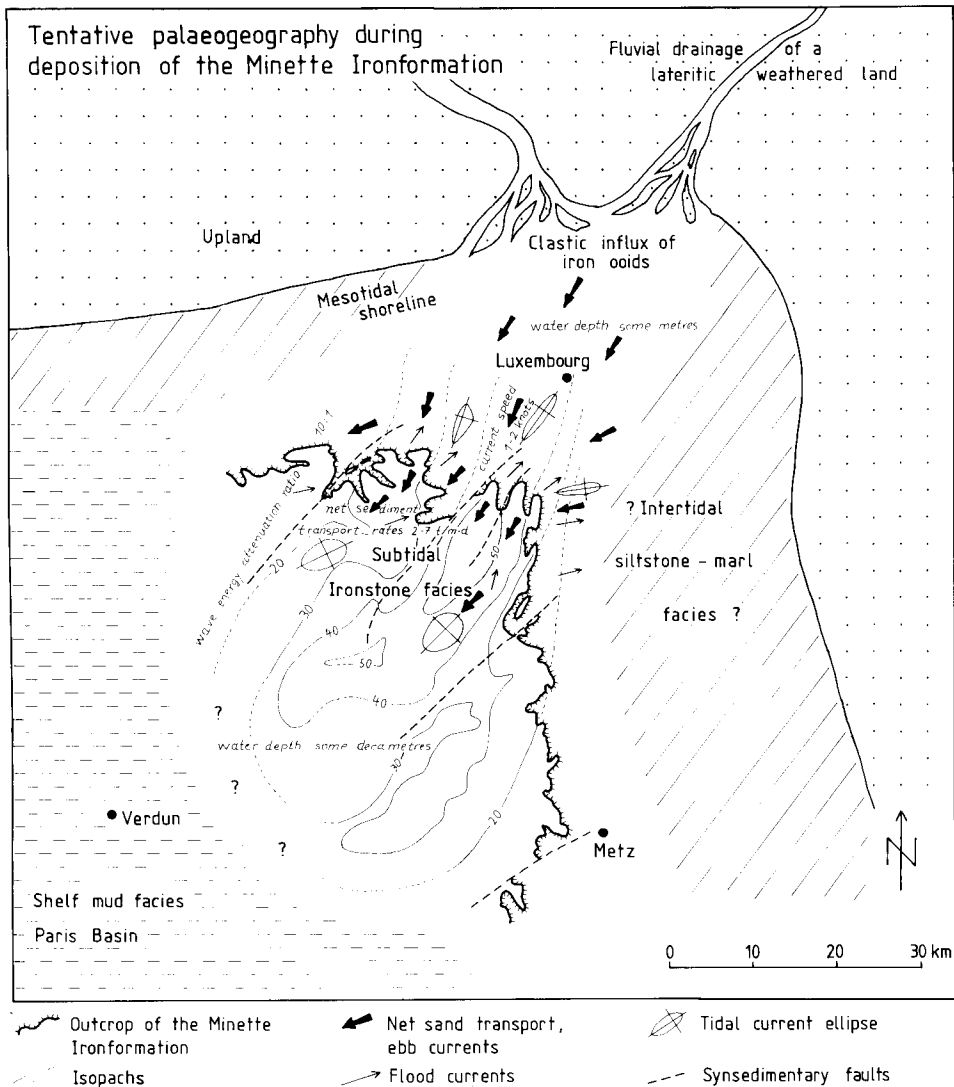 Tentative palaeogeography during
deposition of the Minette Ironformation
Fluvial drainage of a
lateritic weathered land
Upland
Clastic influx of
iron ooids
Mesotidal
shoreline
water depth some metres
Luxembourg
10:1
wave energy attenuation ratio
current speed
1-2 knots
net sediment
transport rates 2-7 t/m·d
Subtidal
Ironstone facies
? Intertidal
siltstone - marl
facies ?
20
30
40
50
50
40
30
20
?
?
?
water depth some decametres
Verdun
Metz
N
Shelf mud facies
Paris Basin
0 10 20 30 km
Outcrop of the Minette
Ironformation
Isopachs
Net sand transport,
ebb currents
Flood currents
Tidal current ellipse
Synsedimentary faults